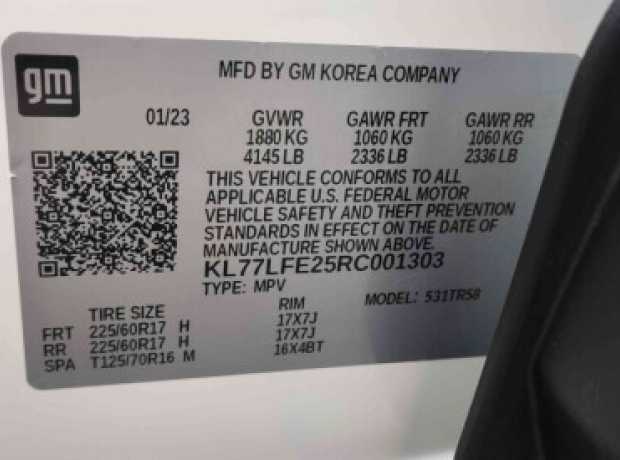 gm
MFD BY GM KOREA COMPANY
01/23 GVWR GAWR FRT GAWR RR
1880 KG 1060 KG 1060 KG
4145 LB 2336 LB 2336 LB
THIS VEHICLE CONFORMS TO ALL
APPLICABLE U.S. FEDERAL MOTOR
VEHICLE SAFETY AND THEFT PREVENTION
STANDARDS IN EFFECT ON THE DATE OF
MANUFACTURE SHOWN ABOVE.
KL77LFE25RC001303
TYPE: MPV MODEL: 531TR58
TIRE SIZE RIM
FRT 225/60R17 H 17X7J
RR 225/60R17 H 17X7J
SPA T125/70R16 M 16X4BT